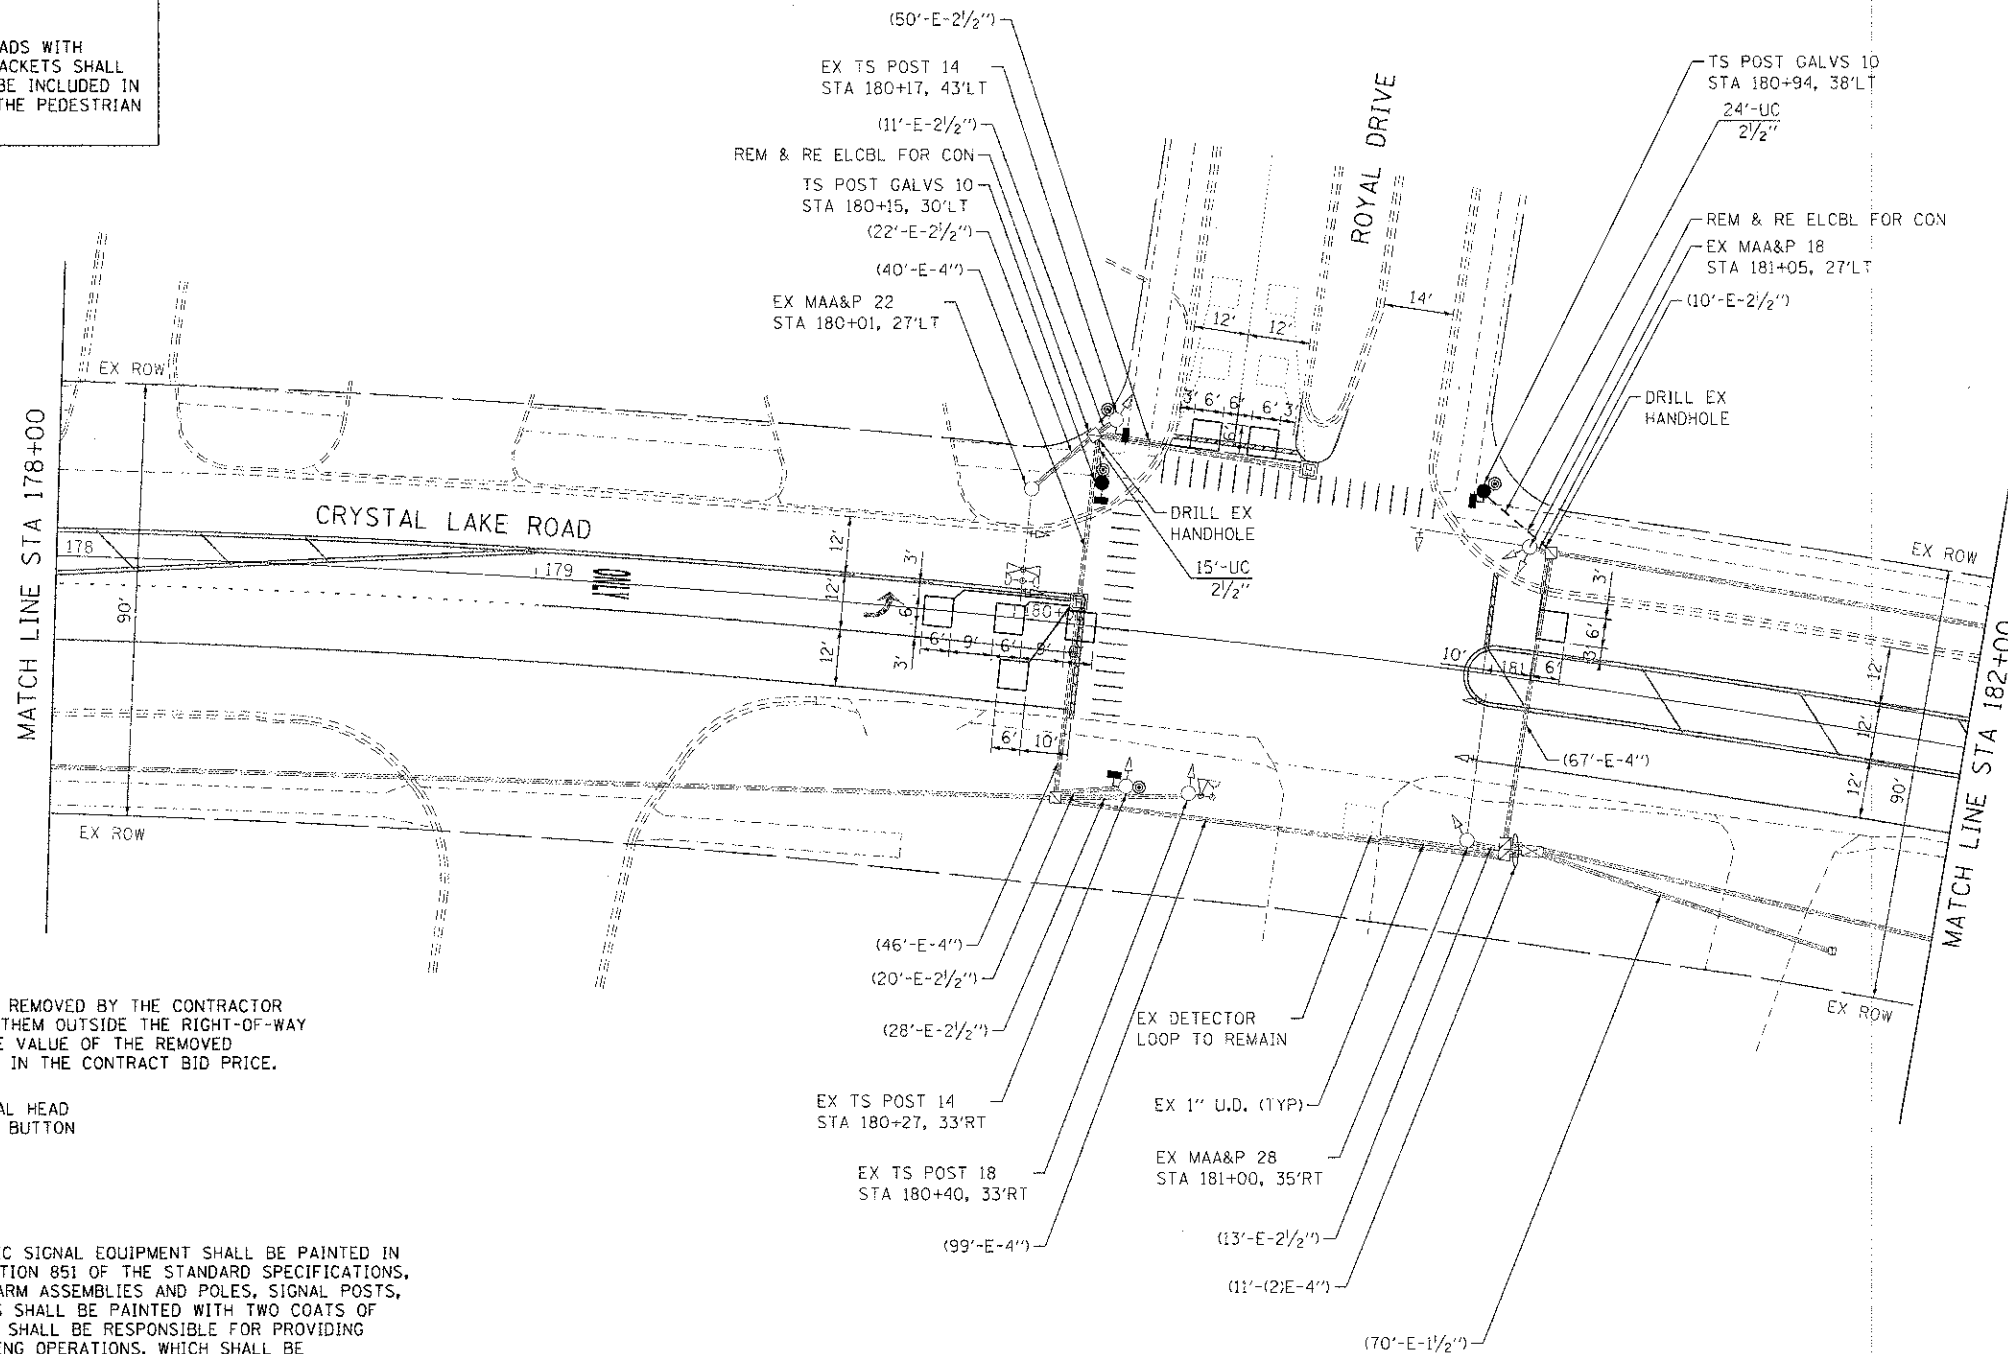 ADS WITH
ACKETS SHALL
BE INCLUDED IN
THE PEDESTRIAN
(50'-E-2½")
EX TS POST 14
STA 180+17, 43'LT
(11'-E-2½")
REM & RE ELCBL FOR CON
TS POST GALVS 10
STA 180+15, 30'LT
(22'-E-2½")
(40'-E-4")
EX MAA&P 22
STA 180+01, 27'LT
ROYAL DRIVE
TS POST GALVS 10
STA 180+94, 38'LT
24'-UC
2½"
REM & RE ELCBL FOR CON
EX MAA&P 18
STA 181+05, 27'LT
(10'-E-2½")
14'
12'
12'
DRILL EX
HANDHOLE
3'
6'
6'
6'
3'
6'
EX ROW
MATCH LINE STA 178+00
90'
CRYSTAL LAKE ROAD
178
179
ONLY
12'
12'
12'
3'
6'
3'
180+
6'
9'
6'
9'
6'
6'
10'
DRILL EX
HANDHOLE
15'-UC
2½"
EX ROW
3'
6'
3'
10'
181
6'
12'
12'
12'
90'
MATCH LINE STA 182+00
(67'-E-4")
EX ROW
EX ROW
(46'-E-4")
(20'-E-2½")
(28'-E-2½")
EX TS POST 14
STA 180+27, 33'RT
EX TS POST 18
STA 180+40, 33'RT
(99'-E-4")
EX DETECTOR
LOOP TO REMAIN
EX 1" U.D. (TYP)
EX MAA&P 28
STA 181+00, 35'RT
(13'-E-2½")
(11'-(2)E-4")
(70'-E-1½")
REMOVED BY THE CONTRACTOR
THEM OUTSIDE THE RIGHT-OF-WAY
E VALUE OF THE REMOVED
IN THE CONTRACT BID PRICE.
AL HEAD
BUTTON
IC SIGNAL EQUIPMENT SHALL BE PAINTED IN
TION 851 OF THE STANDARD SPECIFICATIONS.
ARM ASSEMBLIES AND POLES, SIGNAL POSTS,
S SHALL BE PAINTED WITH TWO COATS OF
SHALL BE RESPONSIBLE FOR PROVIDING
ING OPERATIONS, WHICH SHALL BE